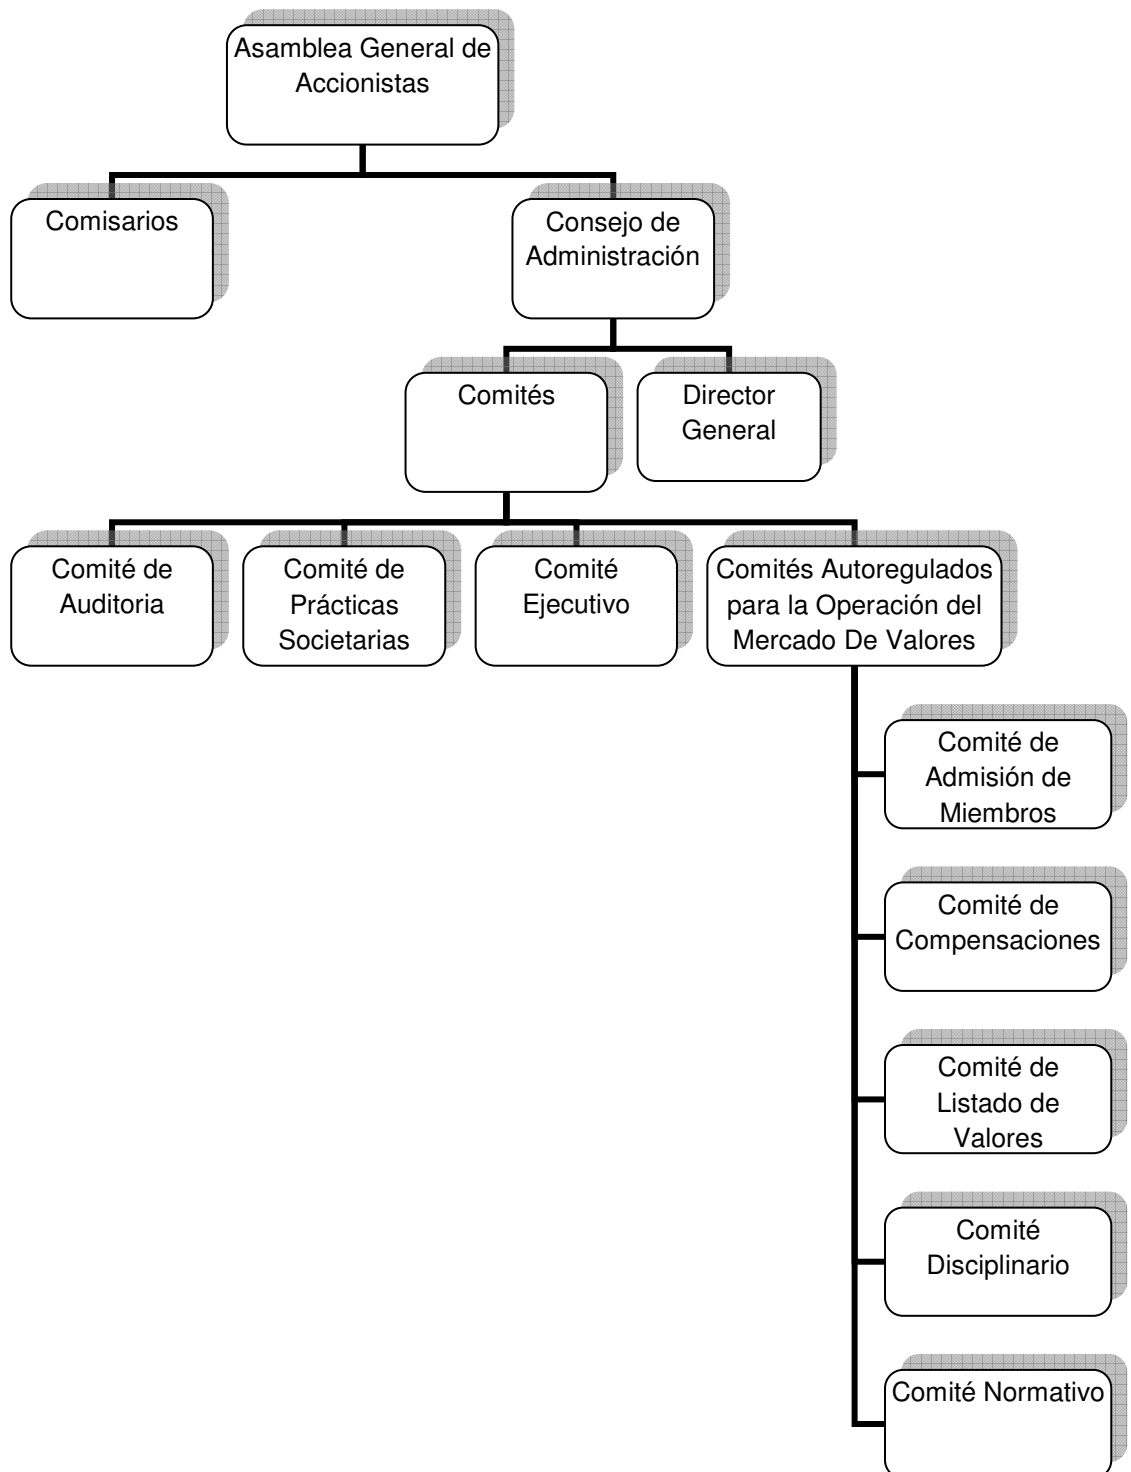 Asamblea General de
Accionistas
Comisarios
Consejo de
Administración
Comités
Director
General
Comité de
Auditoria
Comité de
Prácticas
Societarias
Comité
Ejecutivo
Comités Autoregulados
para la Operación del
Mercado De Valores
Comité de
Admisión de
Miembros
Comité de
Compensaciones
Comité de
Listado de
Valores
Comité
Disciplinario
Comité Normativo